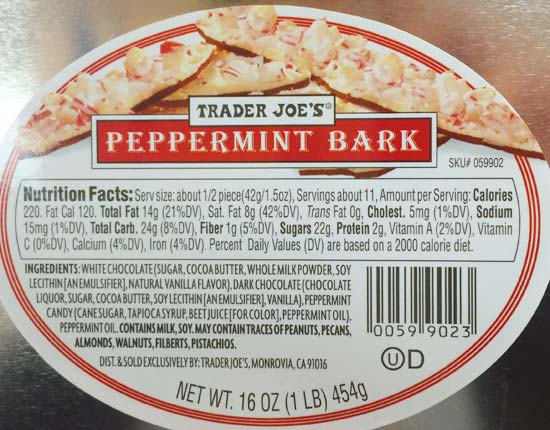 TRADER JOE'S®
PEPPERMINT BARK
SKU# 059902
Nutrition Facts: Serv size: about 1/2 piece (42g/1.5oz), Servings about 11, Amount per Serving: Calories
220. Fat Cal 120. Total Fat 14g (21%DV), Sat. Fat 8g (42%DV), Trans Fat 0g, Cholest. 5mg (1%DV), Sodium
15mg (1%DV), Total Carb. 24g (8%DV), Fiber 1g (5%DV), Sugars 22g, Protein 2g, Vitamin A (2%DV), Vitamin
C (0%DV), Calcium (4%DV), Iron (4%DV). Percent Daily Values (DV) are based on a 2000 calorie diet.
INGREDIENTS: WHITE CHOCOLATE (SUGAR, COCOA BUTTER, WHOLE MILK POWDER, SOY
LECITHIN [AN EMULSIFIER], NATURAL VANILLA FLAVOR), DARK CHOCOLATE (CHOCOLATE
LIQUOR, SUGAR, COCOA BUTTER, SOY LECITHIN [AN EMULSIFIER], VANILLA), PEPPERMINT
CANDY (CANE SUGAR, TAPIOCA SYRUP, BEET JUICE [FOR COLOR], PEPPERMINT OIL),
PEPPERMINT OIL. CONTAINS MILK, SOY. MAY CONTAIN TRACES OF PEANUTS, PECANS,
ALMONDS, WALNUTS, FILBERTS, PISTACHIOS.
0059 9023
U D
DIST. & SOLD EXCLUSIVELY BY: TRADER JOE'S, MONROVIA, CA 91016
NET WT. 16 OZ (1 LB) 454g